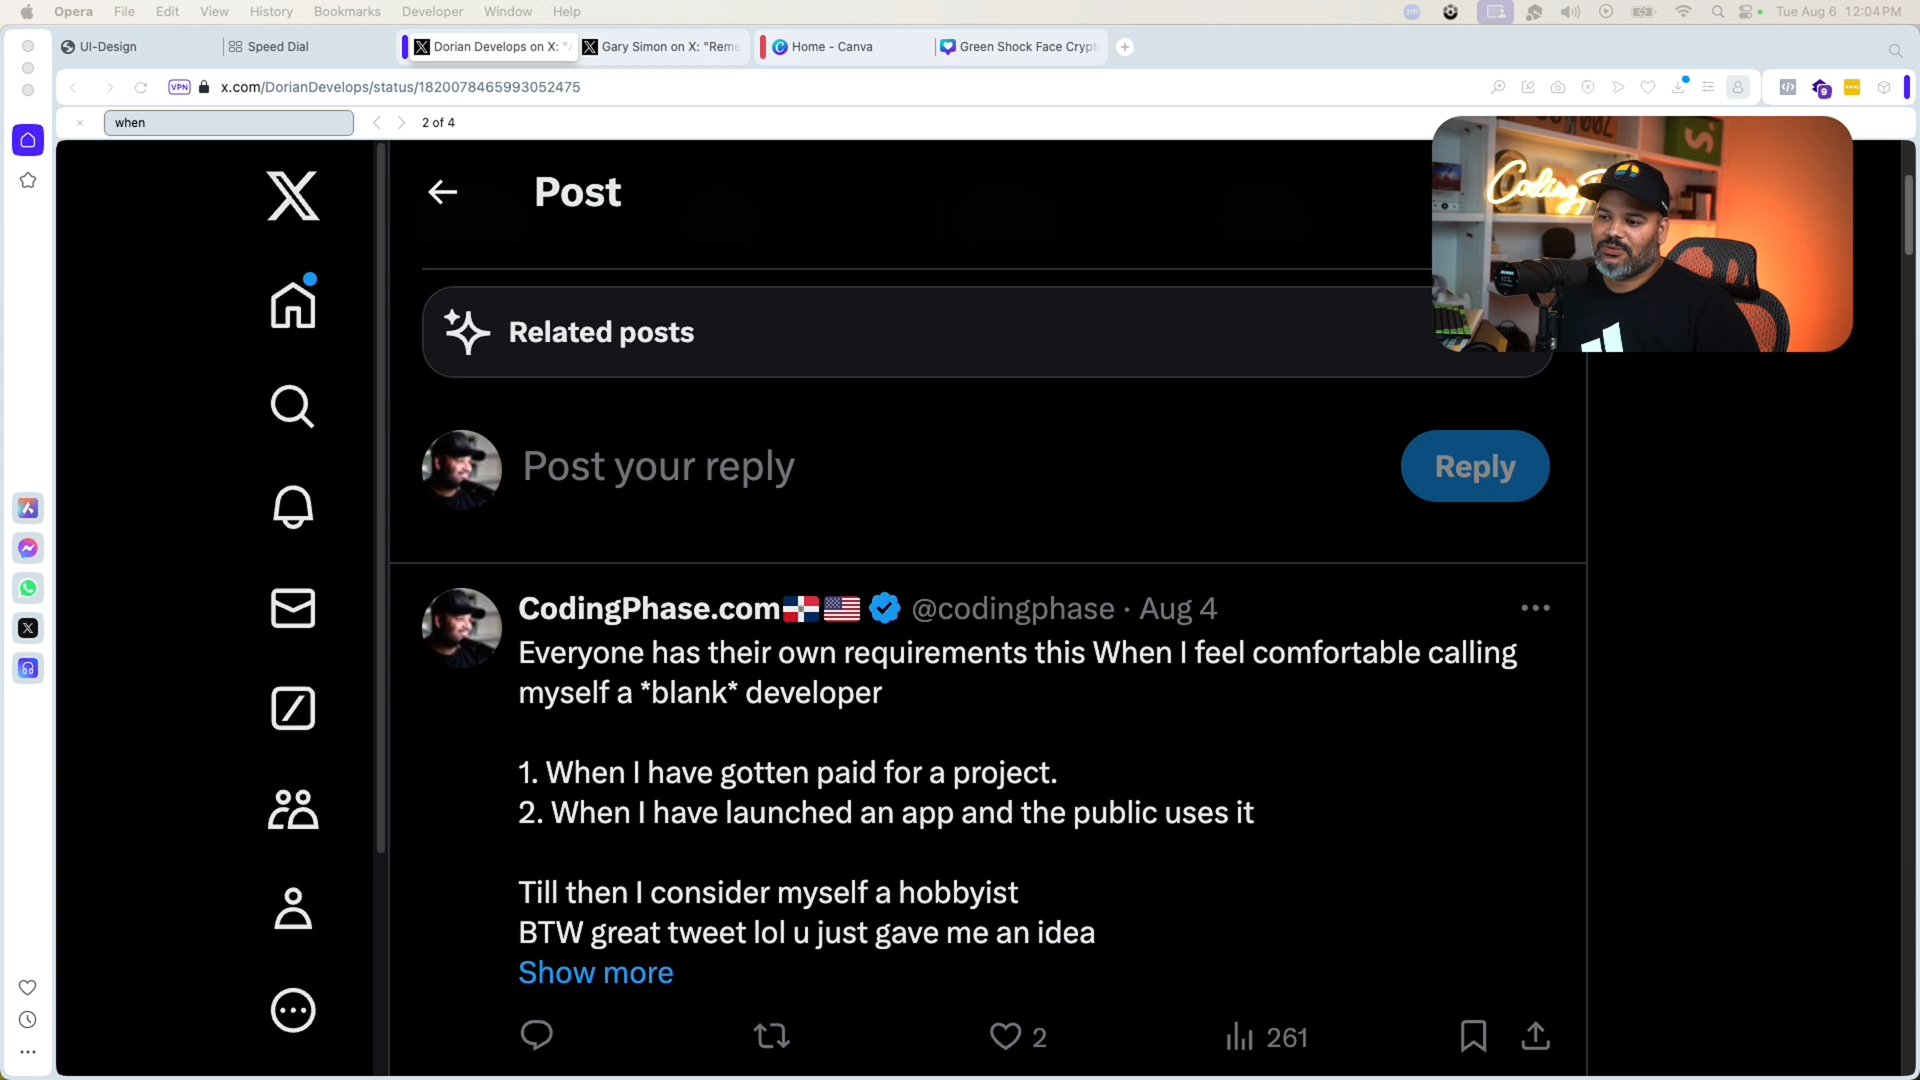 Opera File Edit View History Bookmarks Developer Window Help
Tue Aug 6 12:04 PM
UI-Design
Speed Dial
Dorian Develops on X: "
Gary Simon on X: "Reme
Home - Canva
Green Shock Face Crypt
VPN
x.com/DorianDevelops/status/1820078465993052475
9
when
2 of 4
Post
Related posts
Post your reply
Reply
CodingPhase.com @codingphase · Aug 4
Everyone has their own requirements this When I feel comfortable calling
myself a *blank* developer
1. When I have gotten paid for a project.
2. When I have launched an app and the public uses it
Till then I consider myself a hobbyist
BTW great tweet lol u just gave me an idea
Show more
2
261